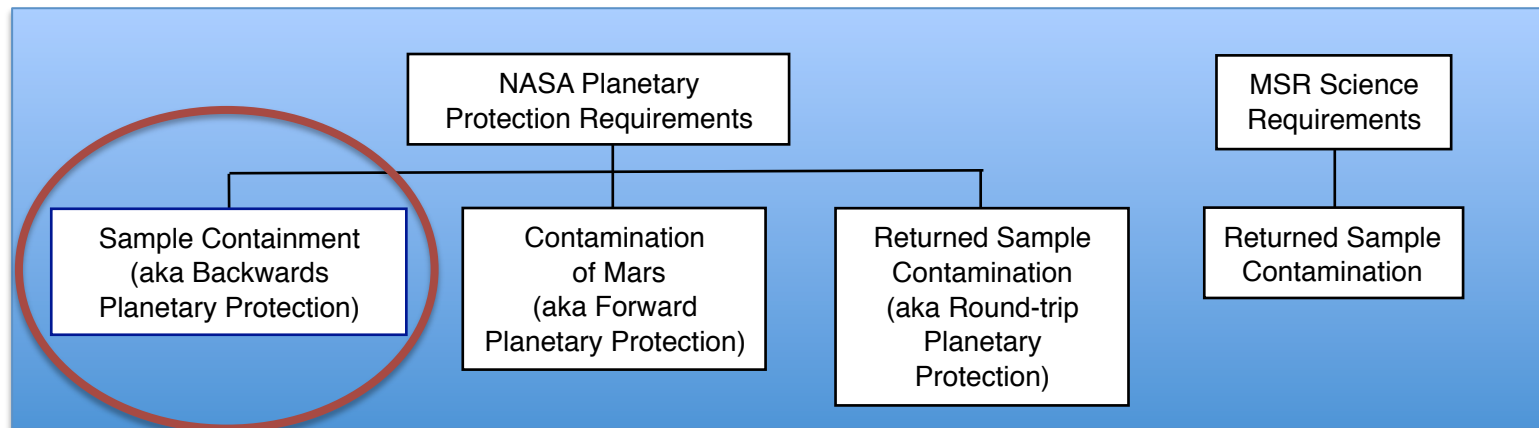 NASA Planetary
Protection Requirements
MSR Science
Requirements
Sample Containment
(aka Backwards
Planetary Protection)
Contamination
of Mars
(aka Forward
Planetary Protection)
Returned Sample
Contamination
(aka Round-trip
Planetary
Protection)
Returned Sample
Contamination